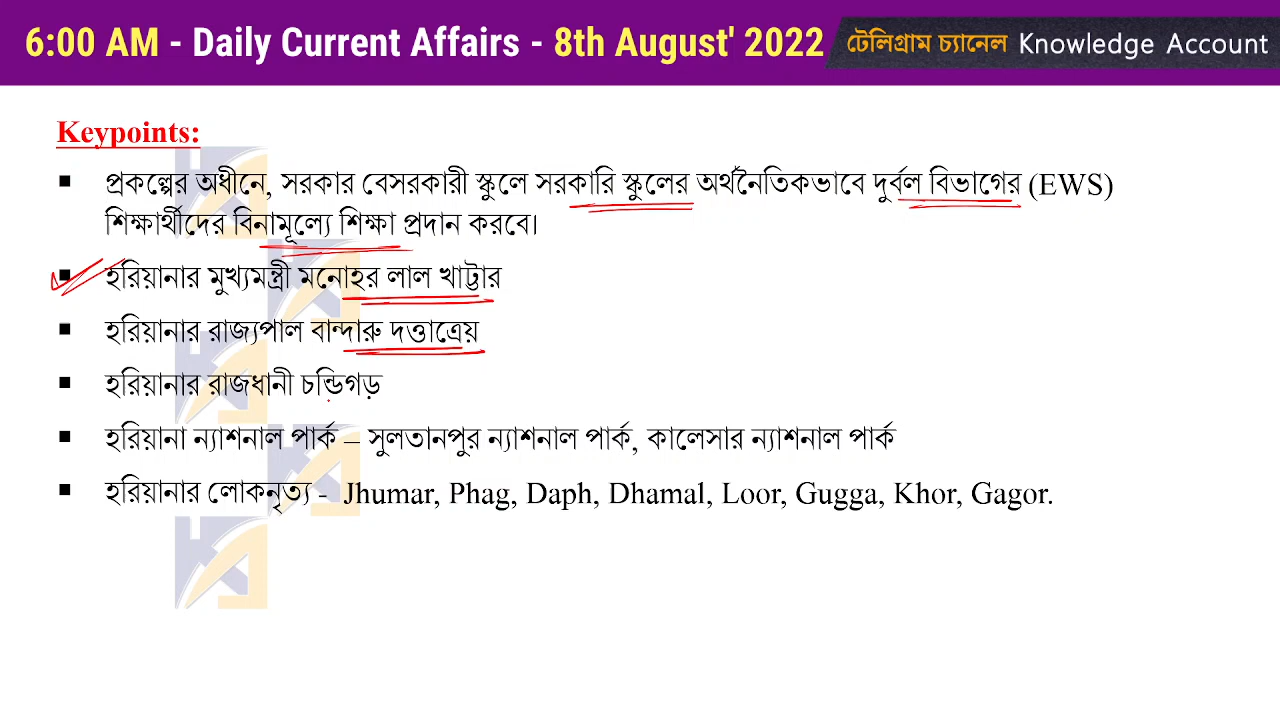 6:00 AM - Daily Current Affairs - 8th August' 2022
টেলিগ্রাম চ্যানেল Knowledge Account
Keypoints:
▪ প্রকল্পের অধীনে, সরকার বেসরকারী স্কুলে সরকারি স্কুলের অর্থনৈতিকভাবে দুর্বল বিভাগের (EWS)
শিক্ষার্থীদের বিনামূল্যে শিক্ষা প্রদান করবে।
▪ হরিয়ানার মুখ্যমন্ত্রী মনোহর লাল খাট্টার
▪ হরিয়ানার রাজ্যপাল বান্দারু দত্তাত্রেয়
▪ হরিয়ানার রাজধানী চন্ডিগড়
▪ হরিয়ানা ন্যাশনাল পার্ক – সুলতানপুর ন্যাশনাল পার্ক, কালেসার ন্যাশনাল পার্ক
▪ হরিয়ানার লোকনৃত্য - Jhumar, Phag, Daph, Dhamal, Loor, Gugga, Khor, Gagor.